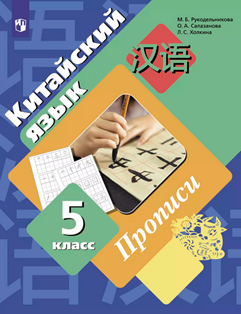 М. Б. Рукодельникова
О. А. Салазанова
Л. С. Холкина
Китайский
язык
汉语
5
класс
Прописи